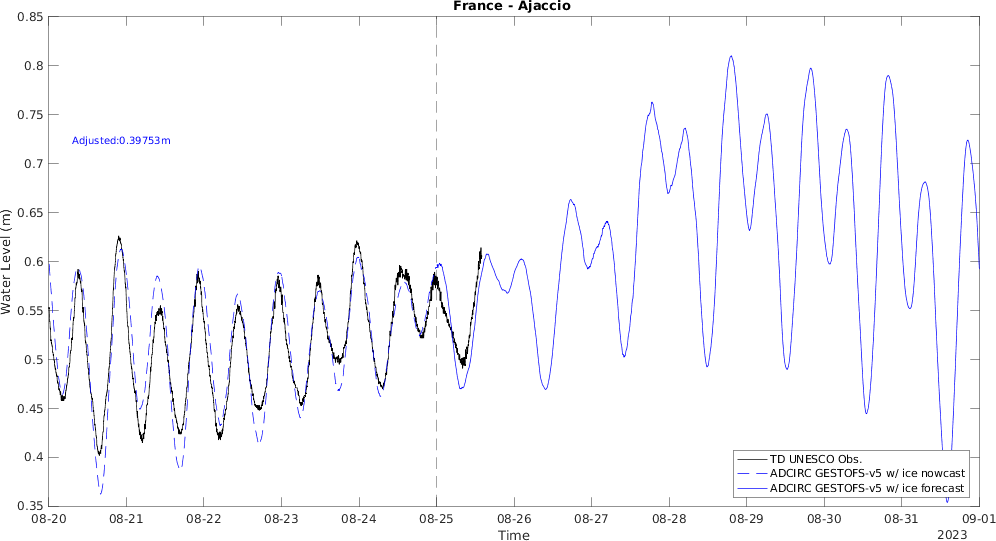 France - Ajaccio
0.85
0.8
0.75
0.7
0.65
0.6
0.55
0.5
0.45
0.4
0.35
Water Level (m)
Adjusted:0.39753m
TD UNESCO Obs.
ADCIRC GESTOFS-v5 w/ ice nowcast
ADCIRC GESTOFS-v5 w/ ice forecast
08-20 08-21 08-22 08-23 08-24 08-25 08-26 08-27 08-28 08-29 08-30 08-31 09-01
Time
2023